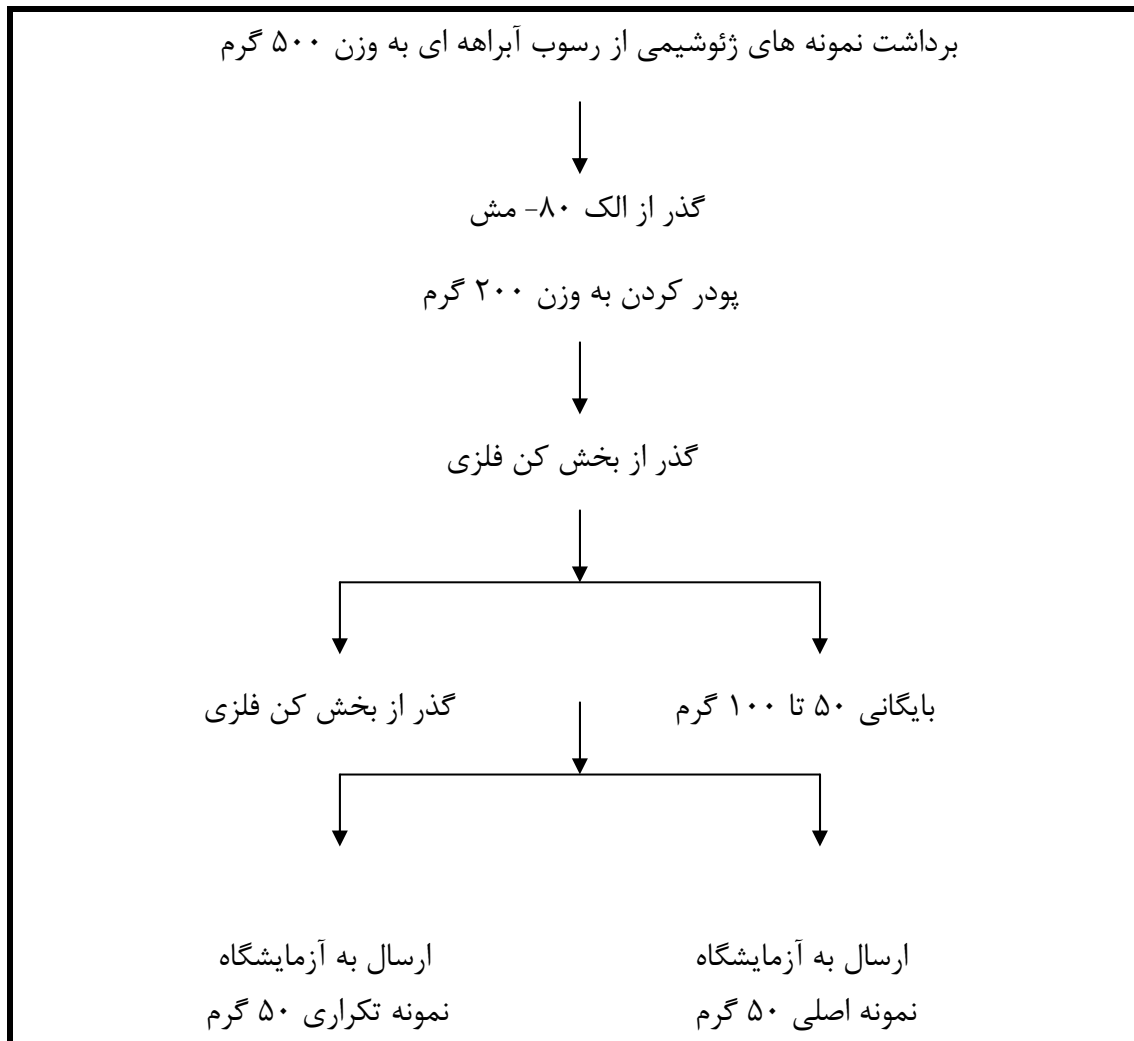 برداشت نمونه های ژئوشیمی از رسوب آبراهه ای به وزن ۵۰۰ گرم
گذر از الک ۸۰- مش
پودر کردن به وزن ۲۰۰ گرم
گذر از بخش کن فلزی
بایگانی ۵۰ تا ۱۰۰ گرم
گذر از بخش کن فلزی
ارسال به آزمایشگاه
نمونه اصلی ۵۰ گرم
ارسال به آزمایشگاه
نمونه تکراری ۵۰ گرم